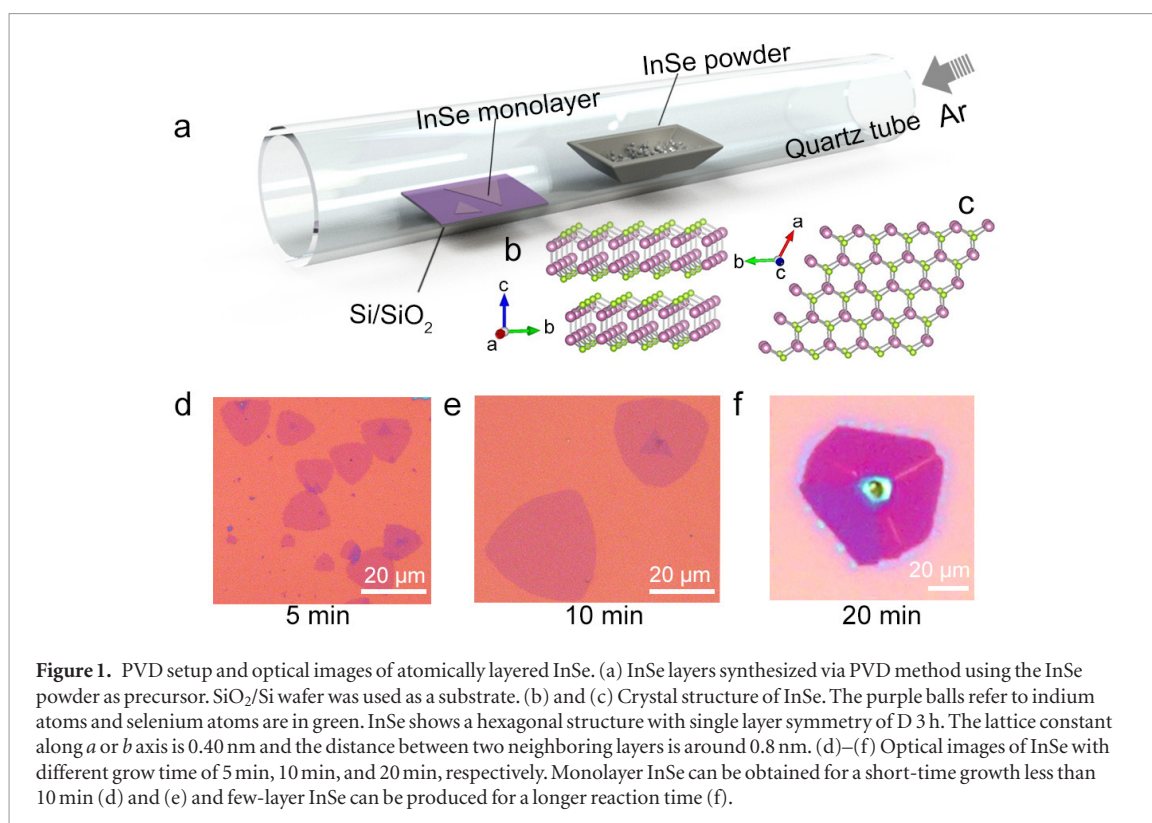 a
InSe powder
InSe monolayer
Ar
Quartz tube
Si/SiO₂
b
c
b
a
a
b
c
c
d
e
f
20 µm
20 µm
20 µm
5 min
10 min
20 min
Figure 1. PVD setup and optical images of atomically layered InSe. (a) InSe layers synthesized via PVD method using the InSe
powder as precursor. SiO₂/Si wafer was used as a substrate. (b) and (c) Crystal structure of InSe. The purple balls refer to indium
atoms and selenium atoms are in green. InSe shows a hexagonal structure with single layer symmetry of D 3 h. The lattice constant
along a or b axis is 0.40 nm and the distance between two neighboring layers is around 0.8 nm. (d)–(f) Optical images of InSe with
different grow time of 5 min, 10 min, and 20 min, respectively. Monolayer InSe can be obtained for a short-time growth less than
10 min (d) and (e) and few-layer InSe can be produced for a longer reaction time (f).